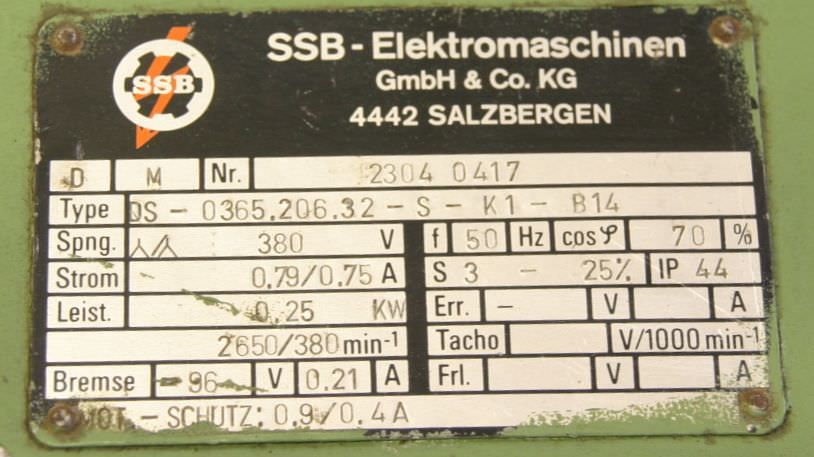 SSB
SSB - Elektromaschinen
GmbH & Co. KG
4442 SALZBERGEN
D M Nr. 2304 0417
Type DS - 0365.206.32 - S - K1 - B14
Spng. 380 V f 50 Hz cos φ 70 %
Strom 0,79/0,75 A S 3 - 25% IP 44
Leist. 0.25 KW Err. - V A
2650/380 min-1 Tacho V/1000 min-1
Bremse 96 V 0.21 A Frl. V A
MOT. - SCHUTZ: 0.9/0.4A